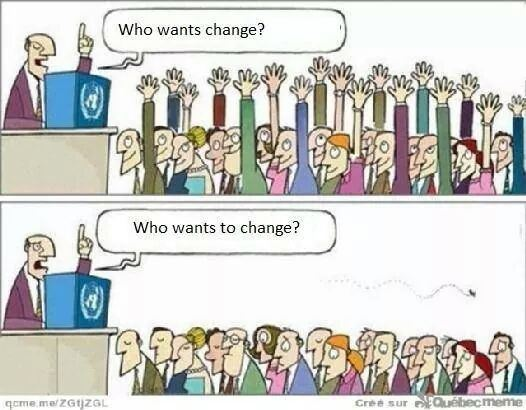 Who wants change?
Who wants to change?
qcme.me/ZGtjZGL
Créé sur Québecmeme